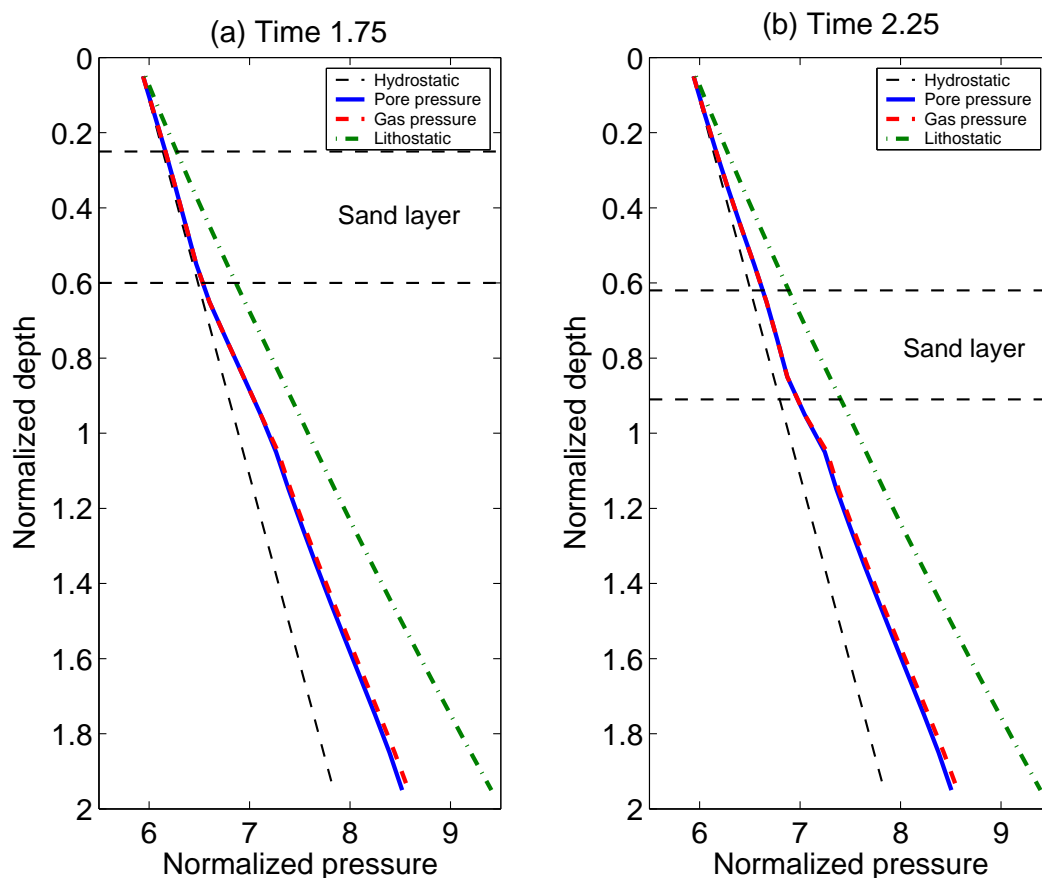 (a) Time 1.75
0
0.2
0.4
0.6
0.8
1
1.2
1.4
1.6
1.8
2
Normalized depth
6 7 8 9
Normalized pressure
Hydrostatic
Pore pressure
Gas pressure
Lithostatic
Sand layer
(b) Time 2.25
0
0.2
0.4
0.6
0.8
1
1.2
1.4
1.6
1.8
2
Normalized depth
6 7 8 9
Normalized pressure
Hydrostatic
Pore pressure
Gas pressure
Lithostatic
Sand layer